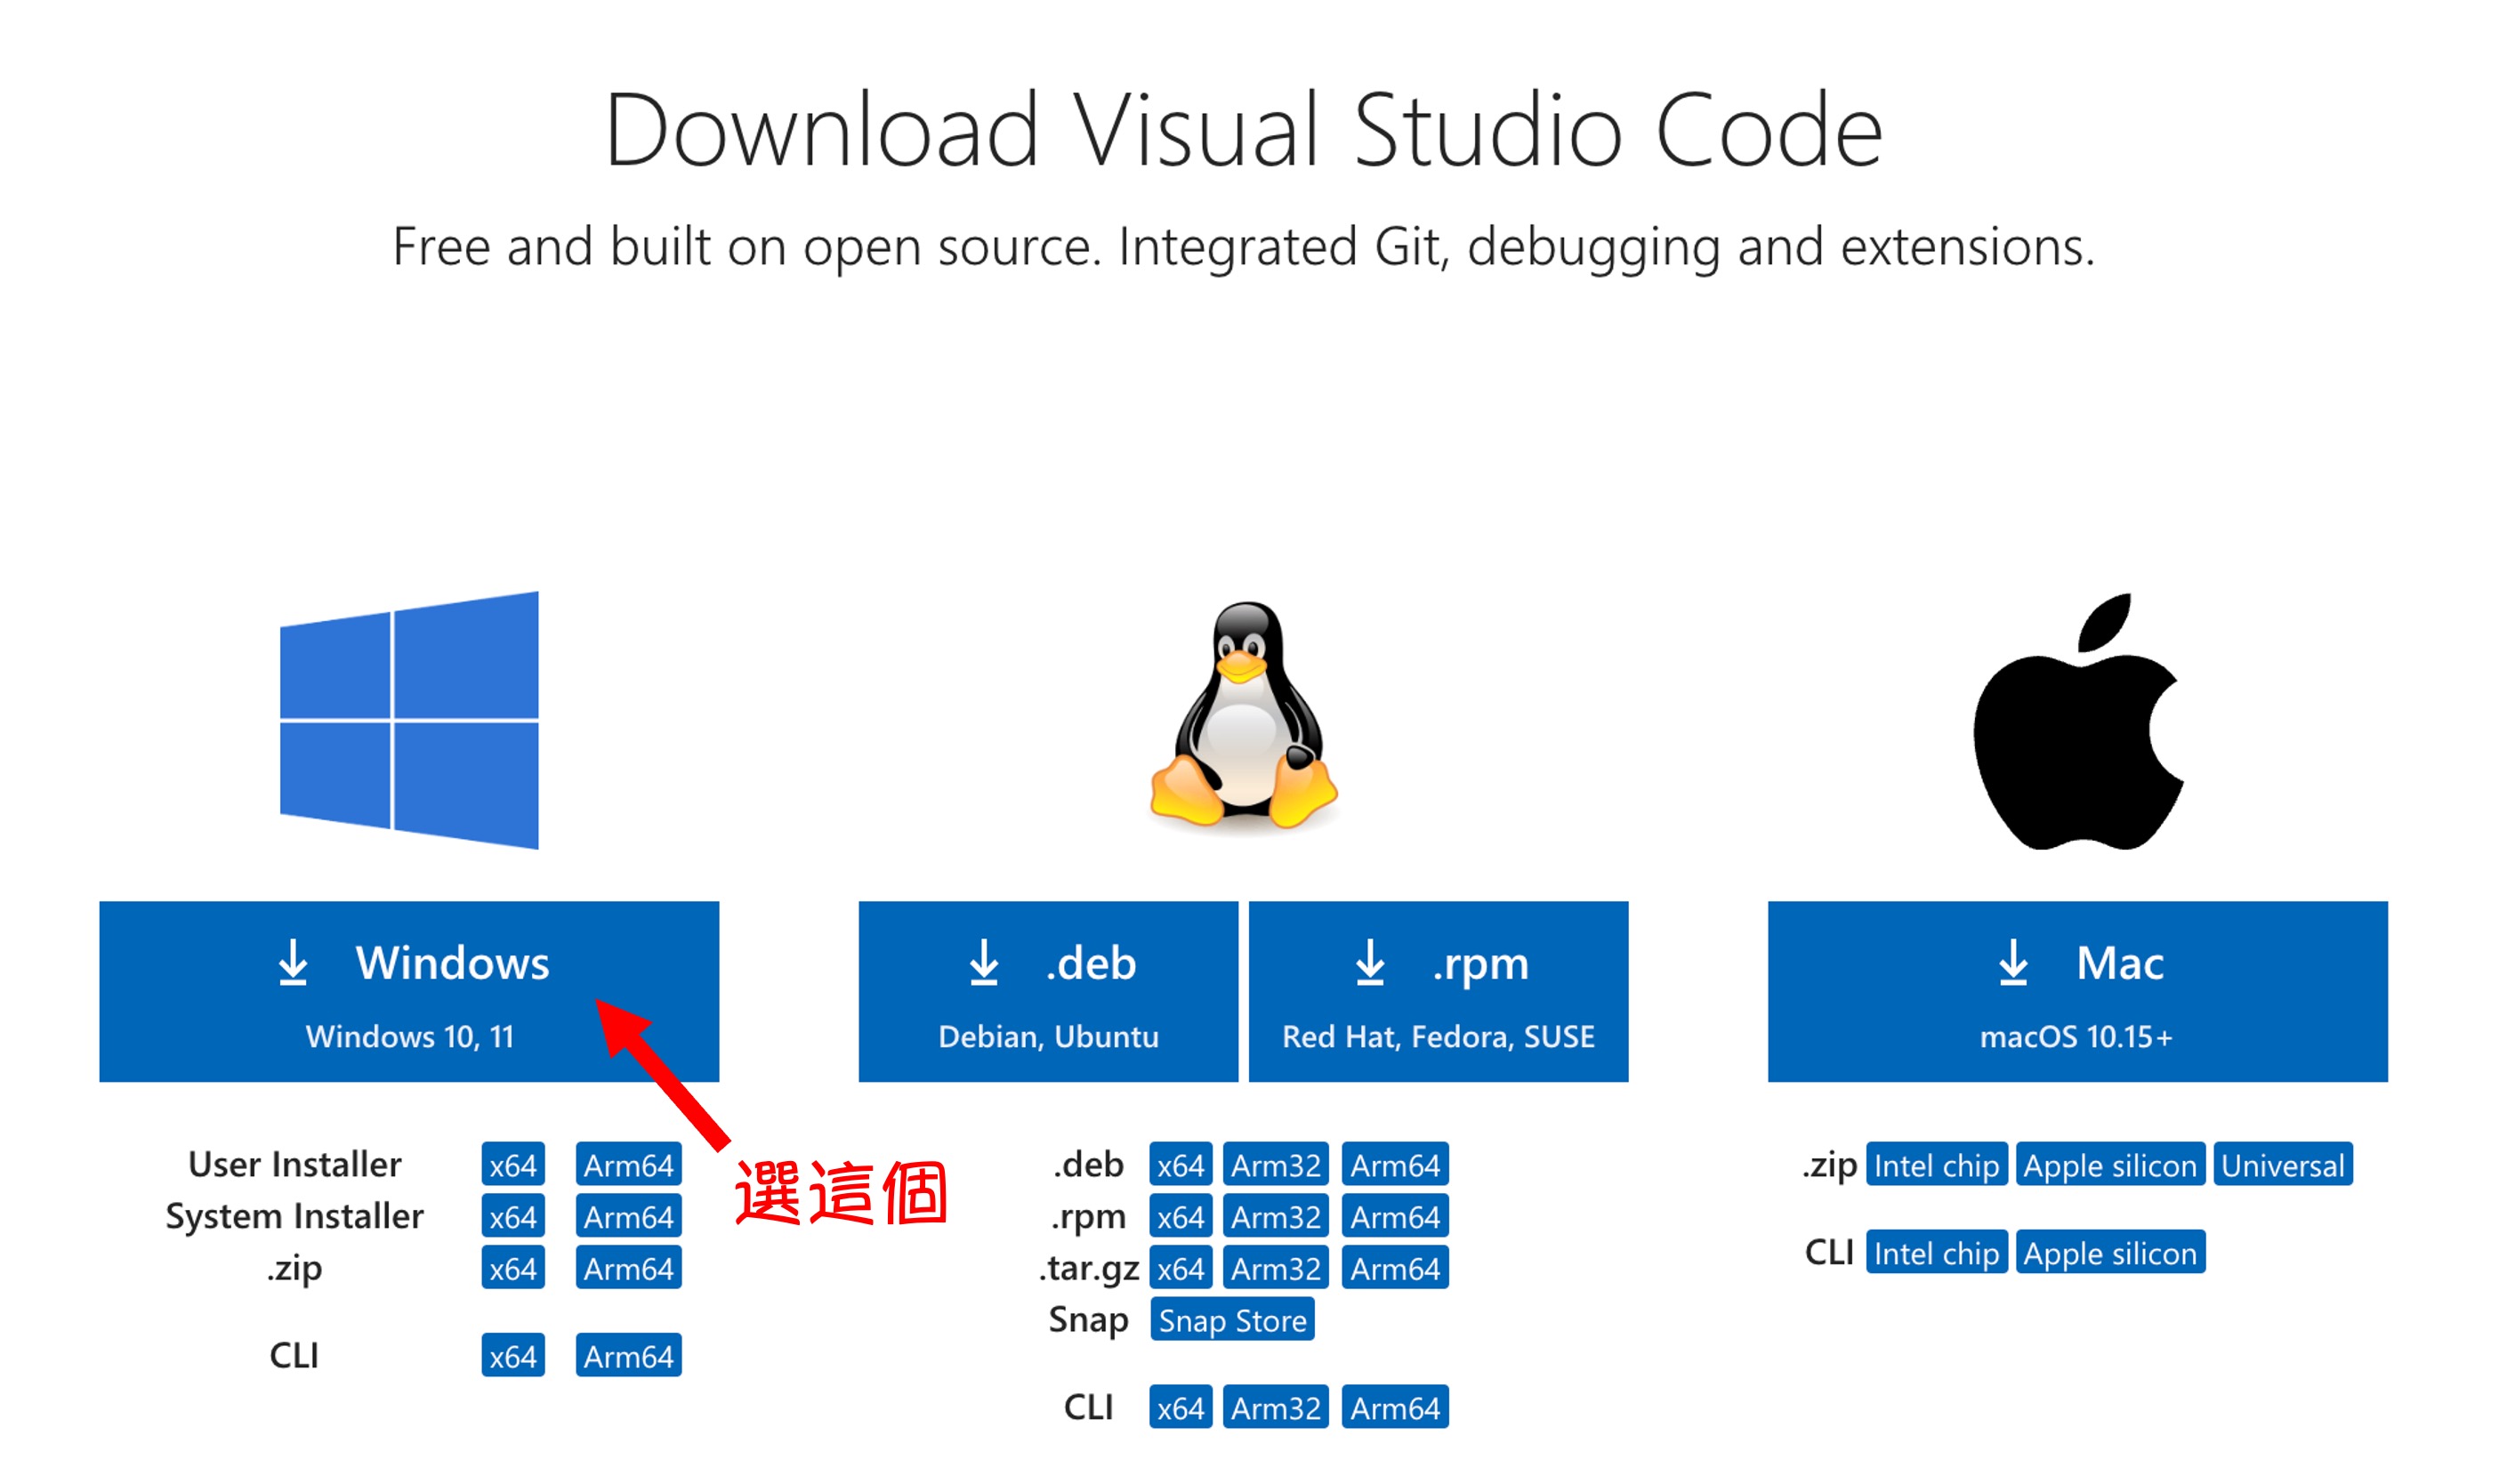 Download Visual Studio Code
Free and built on open source. Integrated Git, debugging and extensions.
Windows
Windows 10, 11
User Installer x64 Arm64
System Installer x64 Arm64
.zip x64 Arm64
CLI x64 Arm64
選這個
.deb
Debian, Ubuntu
.rpm
Red Hat, Fedora, SUSE
.deb x64 Arm32 Arm64
.rpm x64 Arm32 Arm64
.tar.gz x64 Arm32 Arm64
Snap Snap Store
CLI x64 Arm32 Arm64
Mac
macOS 10.15+
.zip Intel chip Apple silicon Universal
CLI Intel chip Apple silicon